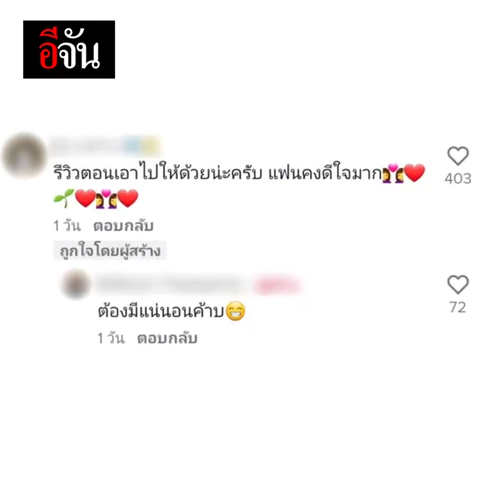 อีจัน
รีวิวตอนเอาไปให้ด้วยน่ะครับ แฟนคงดีใจมาก👩‍❤️‍👨❤️
🌱❤️👩‍❤️‍👨❤️
403
1 วัน ตอบกลับ
ถูกใจโดยผู้สร้าง
ต้องมีแน่นอนค้าบ😁
72
1 วัน ตอบกลับ